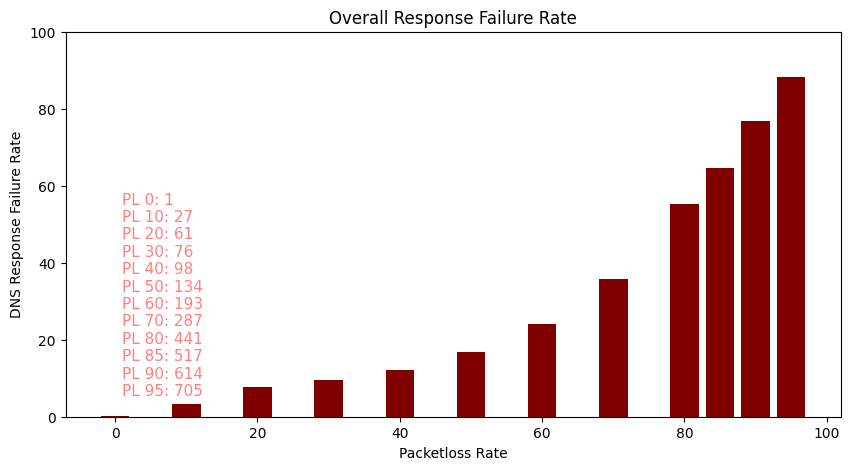 Overall Response Failure Rate
100
80
60
40
20
0
DNS Response Failure Rate
PL 0: 1
PL 10: 27
PL 20: 61
PL 30: 76
PL 40: 98
PL 50: 134
PL 60: 193
PL 70: 287
PL 80: 441
PL 85: 517
PL 90: 614
PL 95: 705
0 20 40 60 80 100
Packetloss Rate